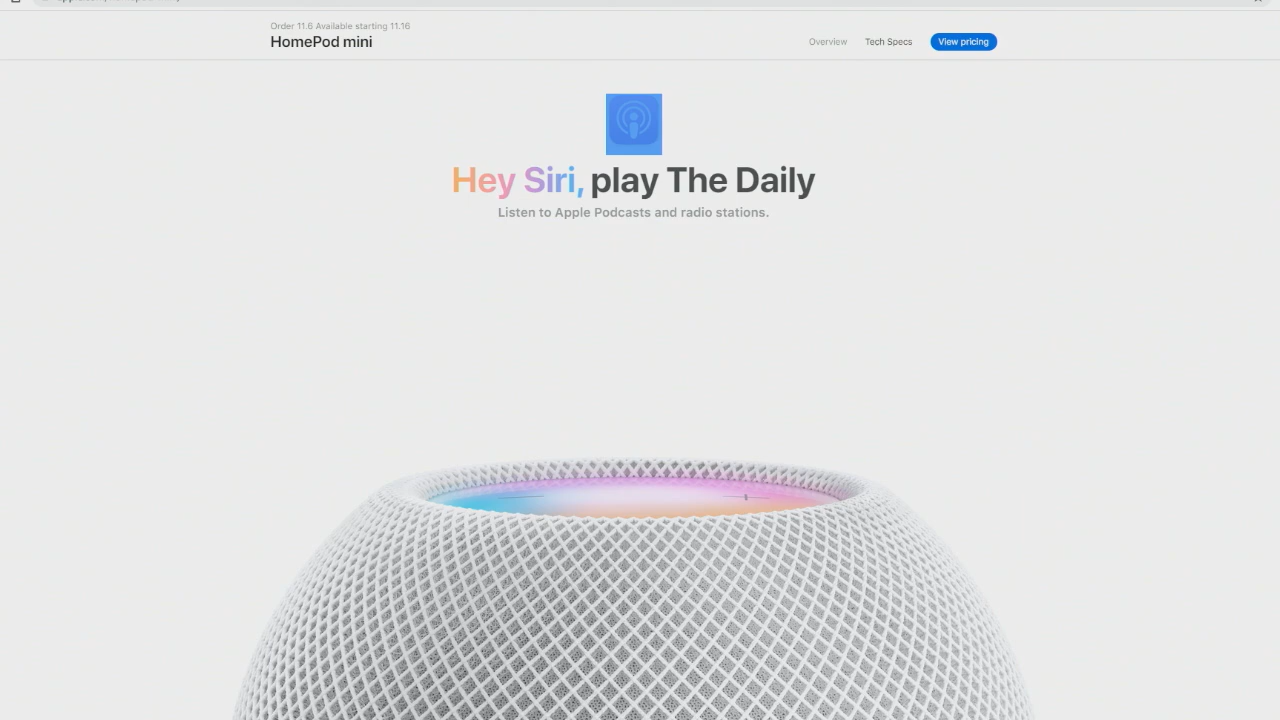 Order 11.6 Available starting 11.16
HomePod mini
Overview
Tech Specs
View pricing
Hey Siri, play The Daily
Listen to Apple Podcasts and radio stations.